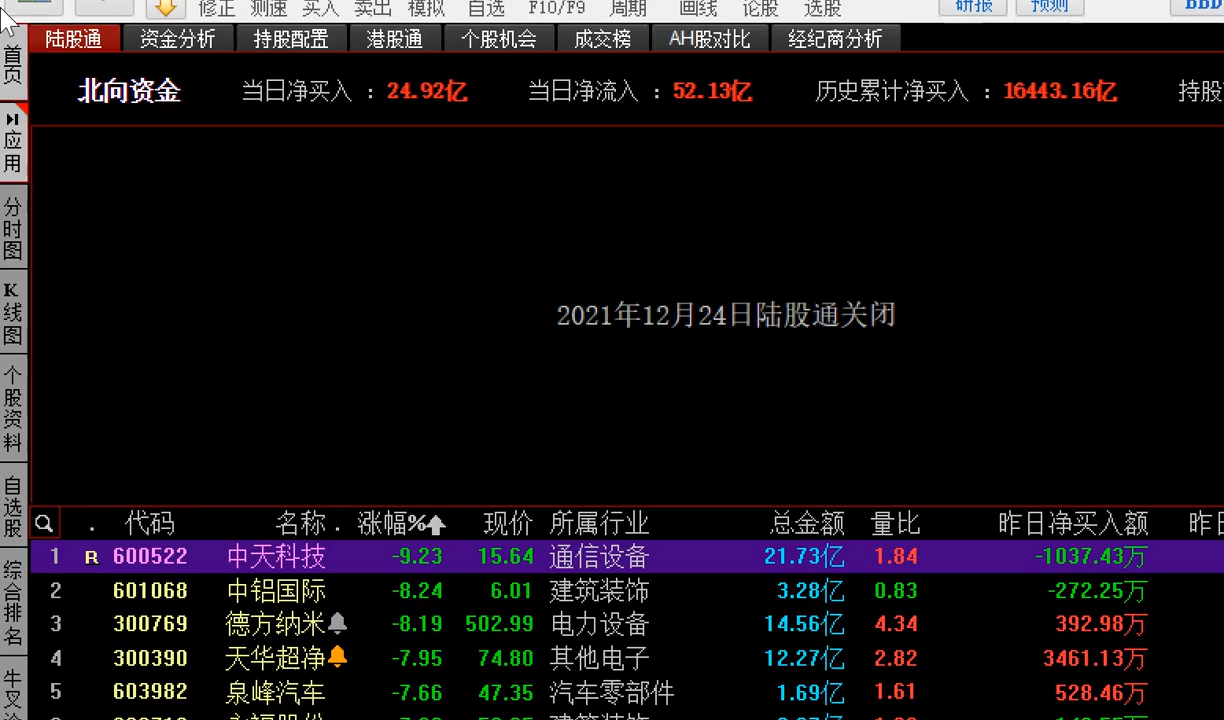 修正 测速 买入 卖出 模拟 自选 F10/F9 周期 画线 论股 选股 研报 预测 BBD
陆股通 资金分析 持股配置 港股通 个股机会 成交榜 AH股对比 经纪商分析
首页
应用
分时图
K线图
个股资料
自选股
综合排名
牛叉
北向资金 当日净买入 : 24.92亿 当日净流入 : 52.13亿 历史累计净买入 : 16443.16亿 持股
2021年12月24日陆股通关闭
. 代码 名称 . 涨幅% 现价 所属行业 总金额 量比 昨日净买入额 昨日
1 R 600522 中天科技 -9.23 15.64 通信设备 21.73亿 1.84 -1037.43万
2 601068 中铝国际 -8.24 6.01 建筑装饰 3.28亿 0.83 -272.25万
3 300769 德方纳米 -8.19 502.99 电力设备 14.56亿 4.34 392.98万
4 300390 天华超净 -7.95 74.80 其他电子 12.27亿 2.82 3461.13万
5 603982 泉峰汽车 -7.66 47.35 汽车零部件 1.69亿 1.61 528.46万